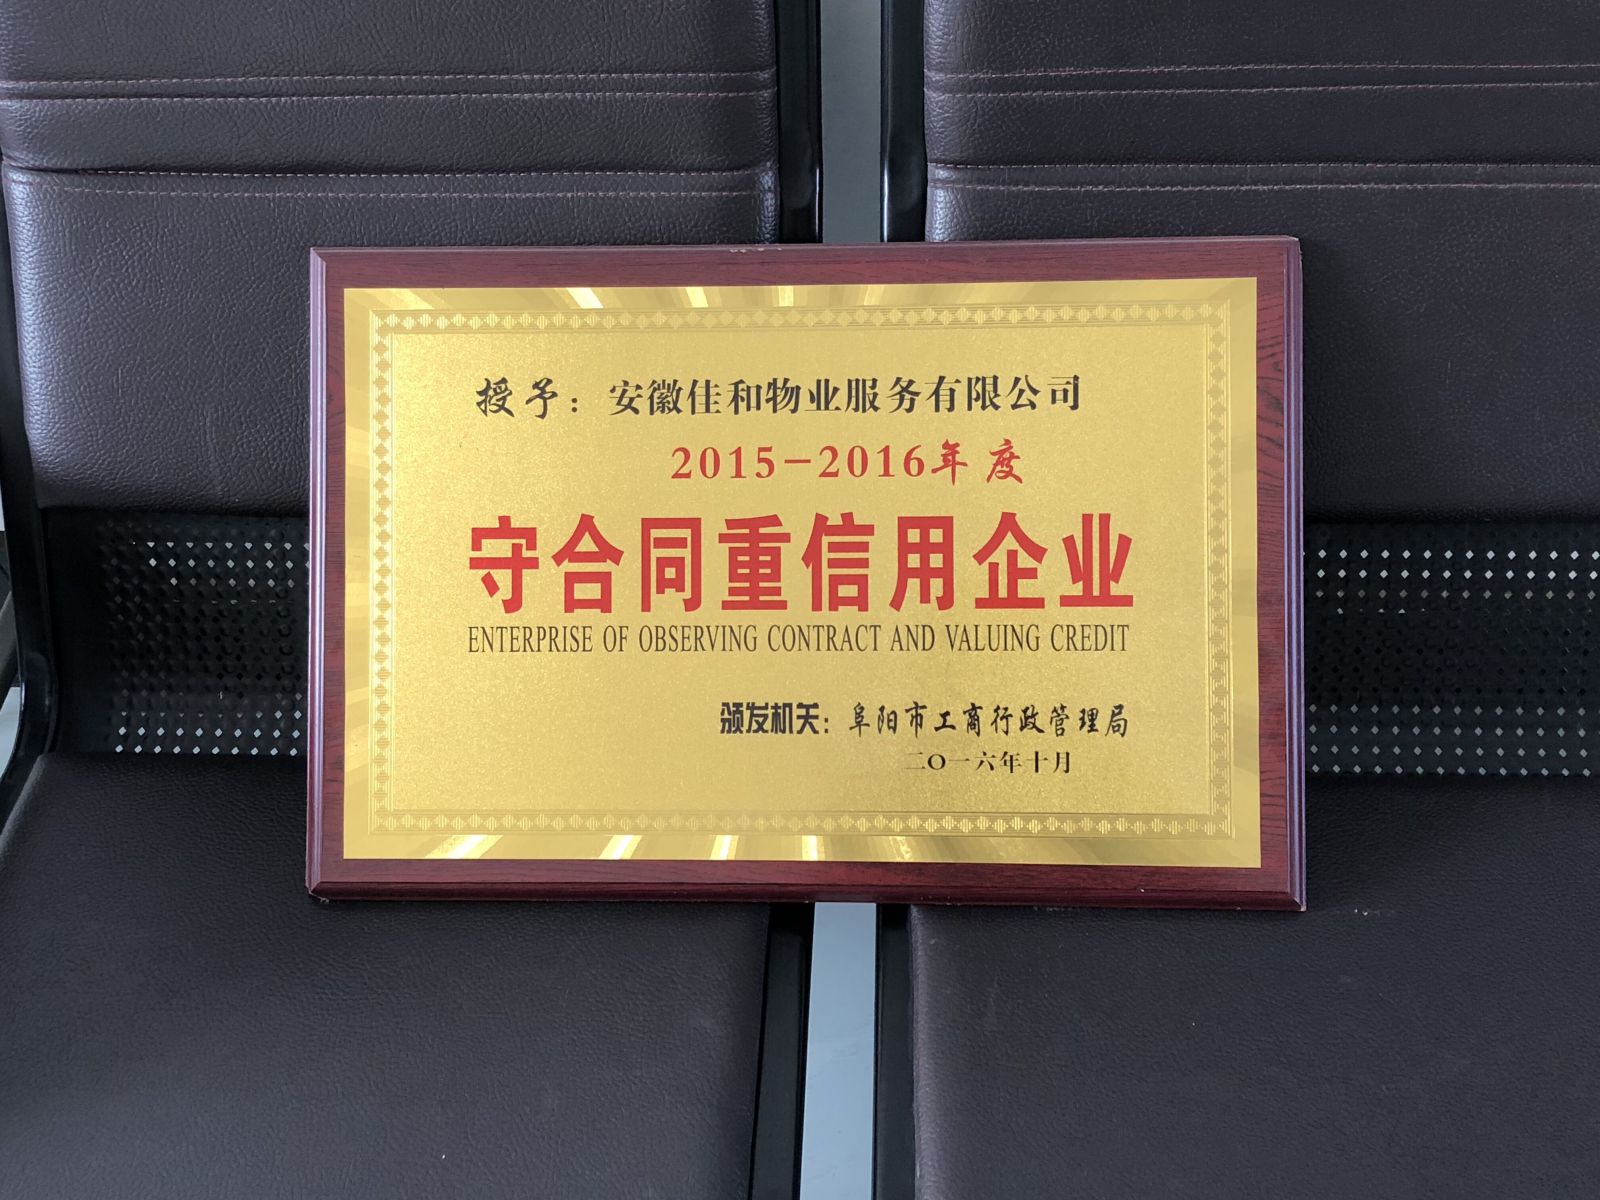 授予：安徽佳和物业服务有限公司
2015-2016年度
守合同重信用企业
ENTERPRISE OF OBSERVING CONTRACT AND VALUING CREDIT
颁发机关：阜阳市工商行政管理局
二〇一六年十月